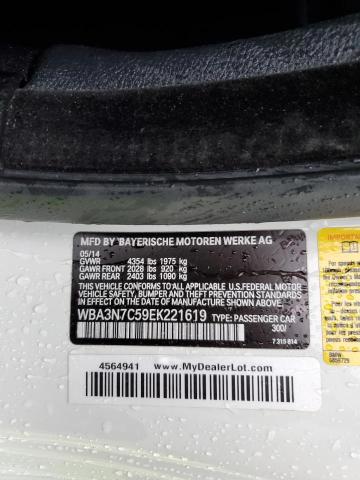 MFD BY BAYERISCHE MOTOREN WERKE AG
05/14
GVWR 4354 lbs 1975 kg
GAWR FRONT 2028 lbs 920 kg
GAWR REAR 2403 lbs 1090 kg
THIS VEHICLE CONFORMS TO ALL APPLICABLE
U.S.FEDERAL MOTOR VEHICLE SAFETY, BUMPER,
AND THEFT PREVENTION STANDARDS IN
EFFECT ON THE DATE OF MANUFACTURE SHOWN ABOVE.
WBA3N7C59EK221619
TYPE: PASSENGER CAR
300/
7 315 814
4564941
www.MyDealerLot.com
INFORMATION